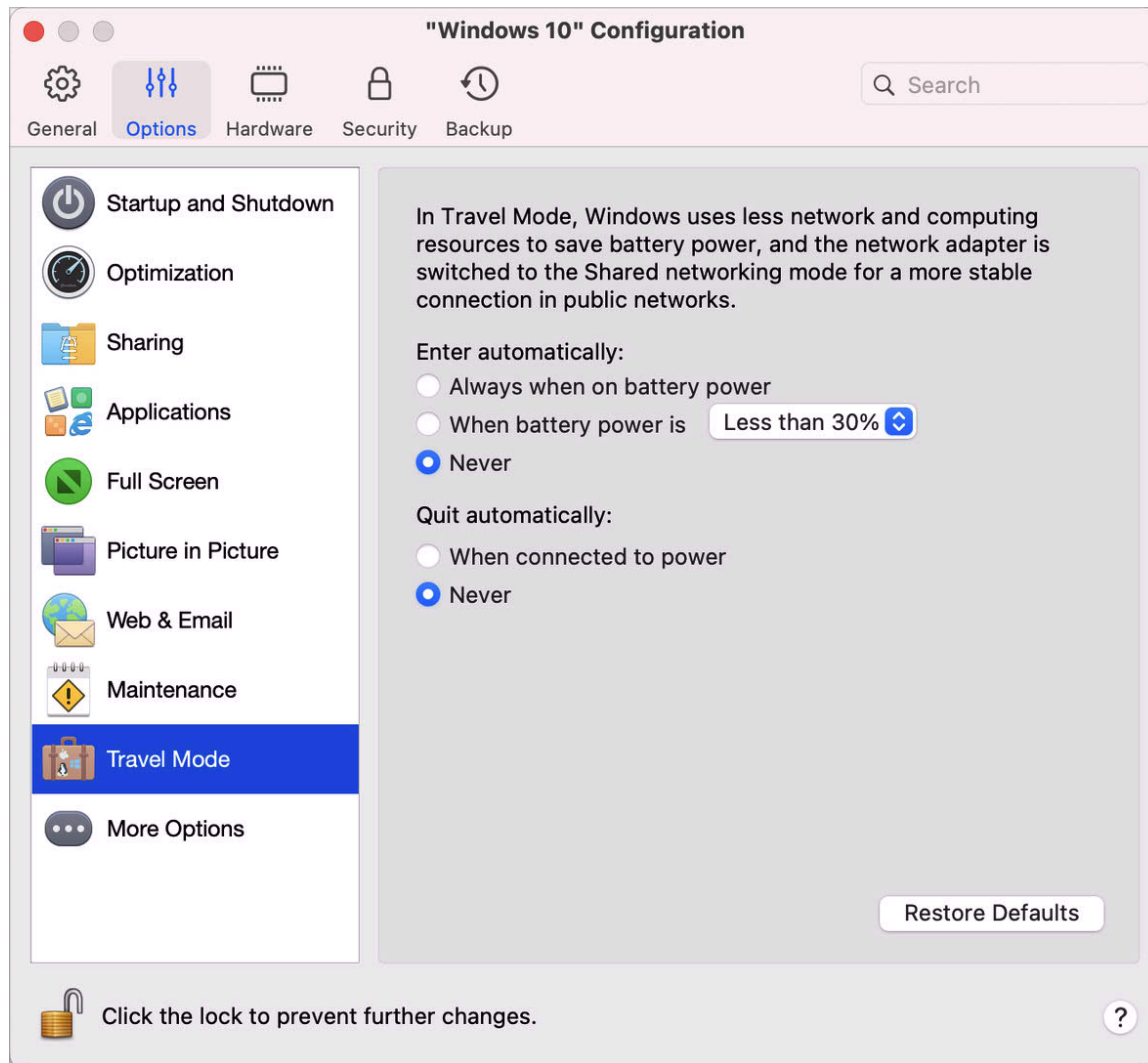 "Windows 10" Configuration
General
Options
Hardware
Security
Backup
Search
Startup and Shutdown
Optimization
Sharing
Applications
Full Screen
Picture in Picture
Web & Email
Maintenance
Travel Mode
More Options
In Travel Mode, Windows uses less network and computing
resources to save battery power, and the network adapter is
switched to the Shared networking mode for a more stable
connection in public networks.
Enter automatically:
Always when on battery power
When battery power is Less than 30%
Never
Quit automatically:
When connected to power
Never
Restore Defaults
Click the lock to prevent further changes.
?